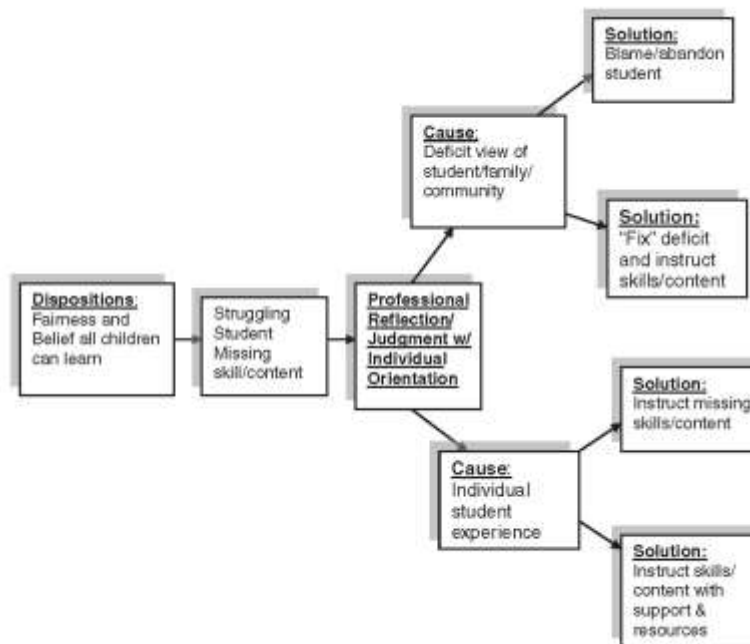 Dispositions:
Fairness and
Belief all children
can learn
Struggling
Student
Missing
skill/content
Professional
Reflection/
Judgment w/
Individual
Orientation
Cause:
Deficit view of
student/family/
community
Solution:
Blame/abandon
student
Solution:
"Fix" deficit
and instruct
skills/content
Cause:
Individual
student
experience
Solution:
Instruct missing
skills/content
Solution:
Instruct skills/
content with
support &
resources